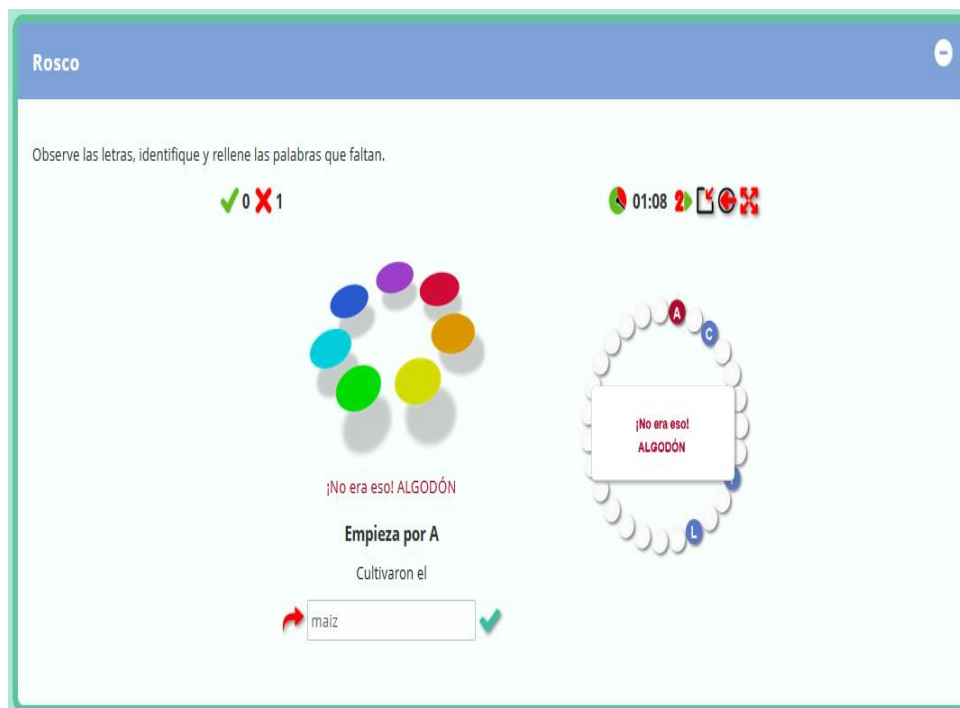 Rosco
Observe las letras, identifique y rellene las palabras que faltan.
0 1
01:08 2
A
C
¡No era eso!
ALGODÓN
L
¡No era eso! ALGODÓN
Empieza por A
Cultivaron el
maiz